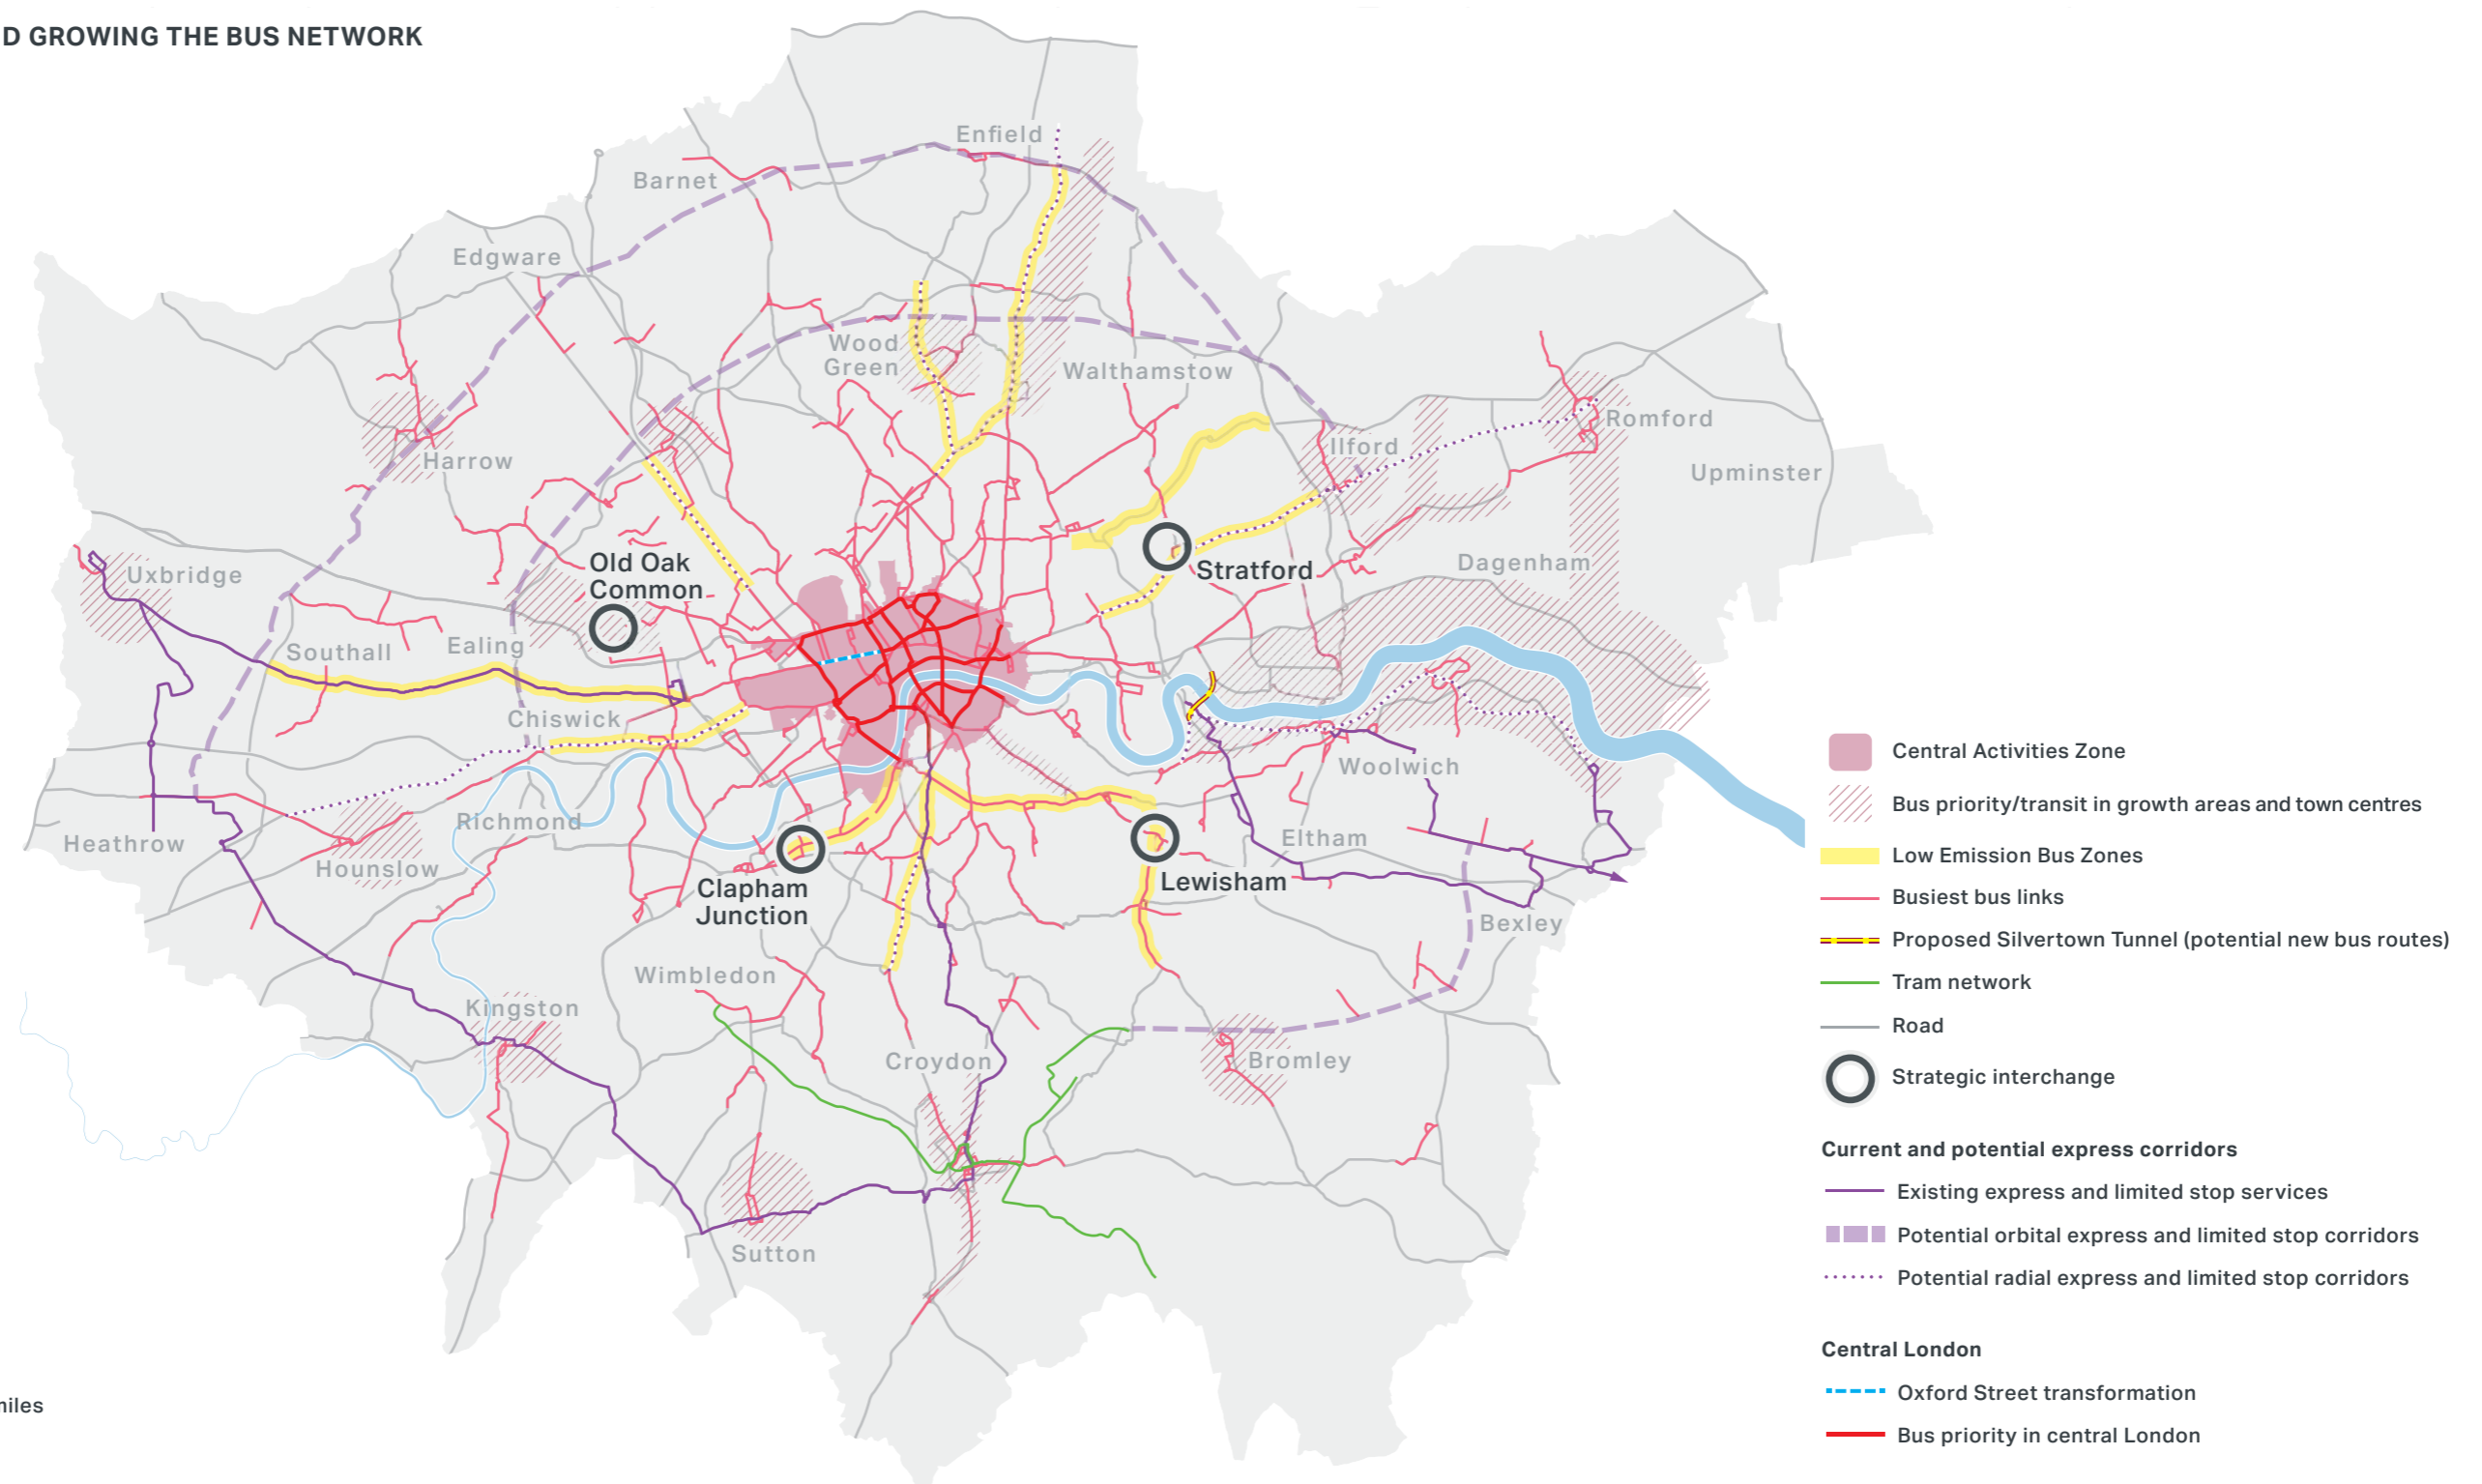 D GROWING THE BUS NETWORK
Enfield
Barnet
Edgware
Wood
Green
Walthamstow
Romford
Ilford
Harrow
Upminster
Old Oak
Common
Stratford
Dagenham
Uxbridge
Southall
Ealing
Chiswick
Woolwich
Richmond
Heathrow
Hounslow
Eltham
Clapham
Junction
Lewisham
Bexley
Wimbledon
Kingston
Croydon
Bromley
Sutton
miles
Central Activities Zone
Bus priority/transit in growth areas and town centres
Low Emission Bus Zones
Busiest bus links
Proposed Silvertown Tunnel (potential new bus routes)
Tram network
Road
Strategic interchange
Current and potential express corridors
Existing express and limited stop services
Potential orbital express and limited stop corridors
Potential radial express and limited stop corridors
Central London
Oxford Street transformation
Bus priority in central London